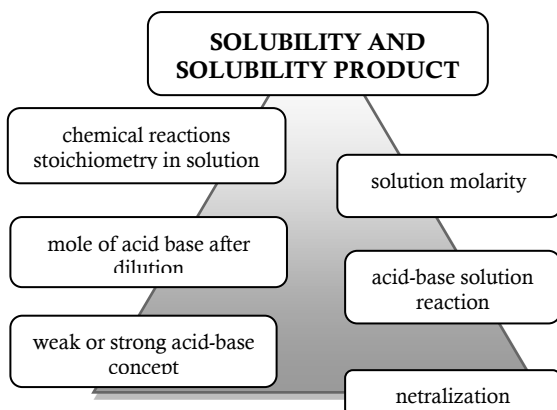 SOLUBILITY AND
SOLUBILITY PRODUCT
chemical reactions
stoichiometry in solution
solution molarity
mole of acid base after
dilution
acid-base solution
reaction
weak or strong acid-base
concept
netralization